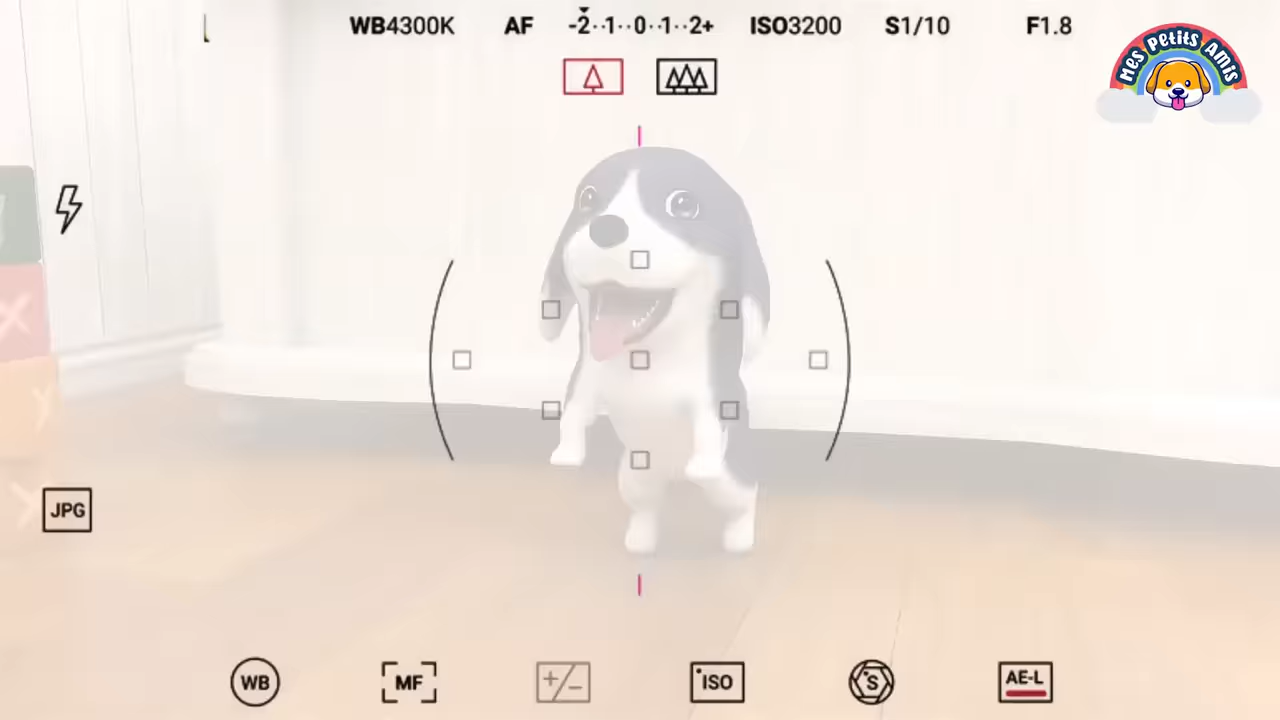 WB4300K AF -2··1··0··1··2+ ISO3200 S1/10 F1.8
Mes Petits Amis
JPG
WB MF +/- ISO S AE-L